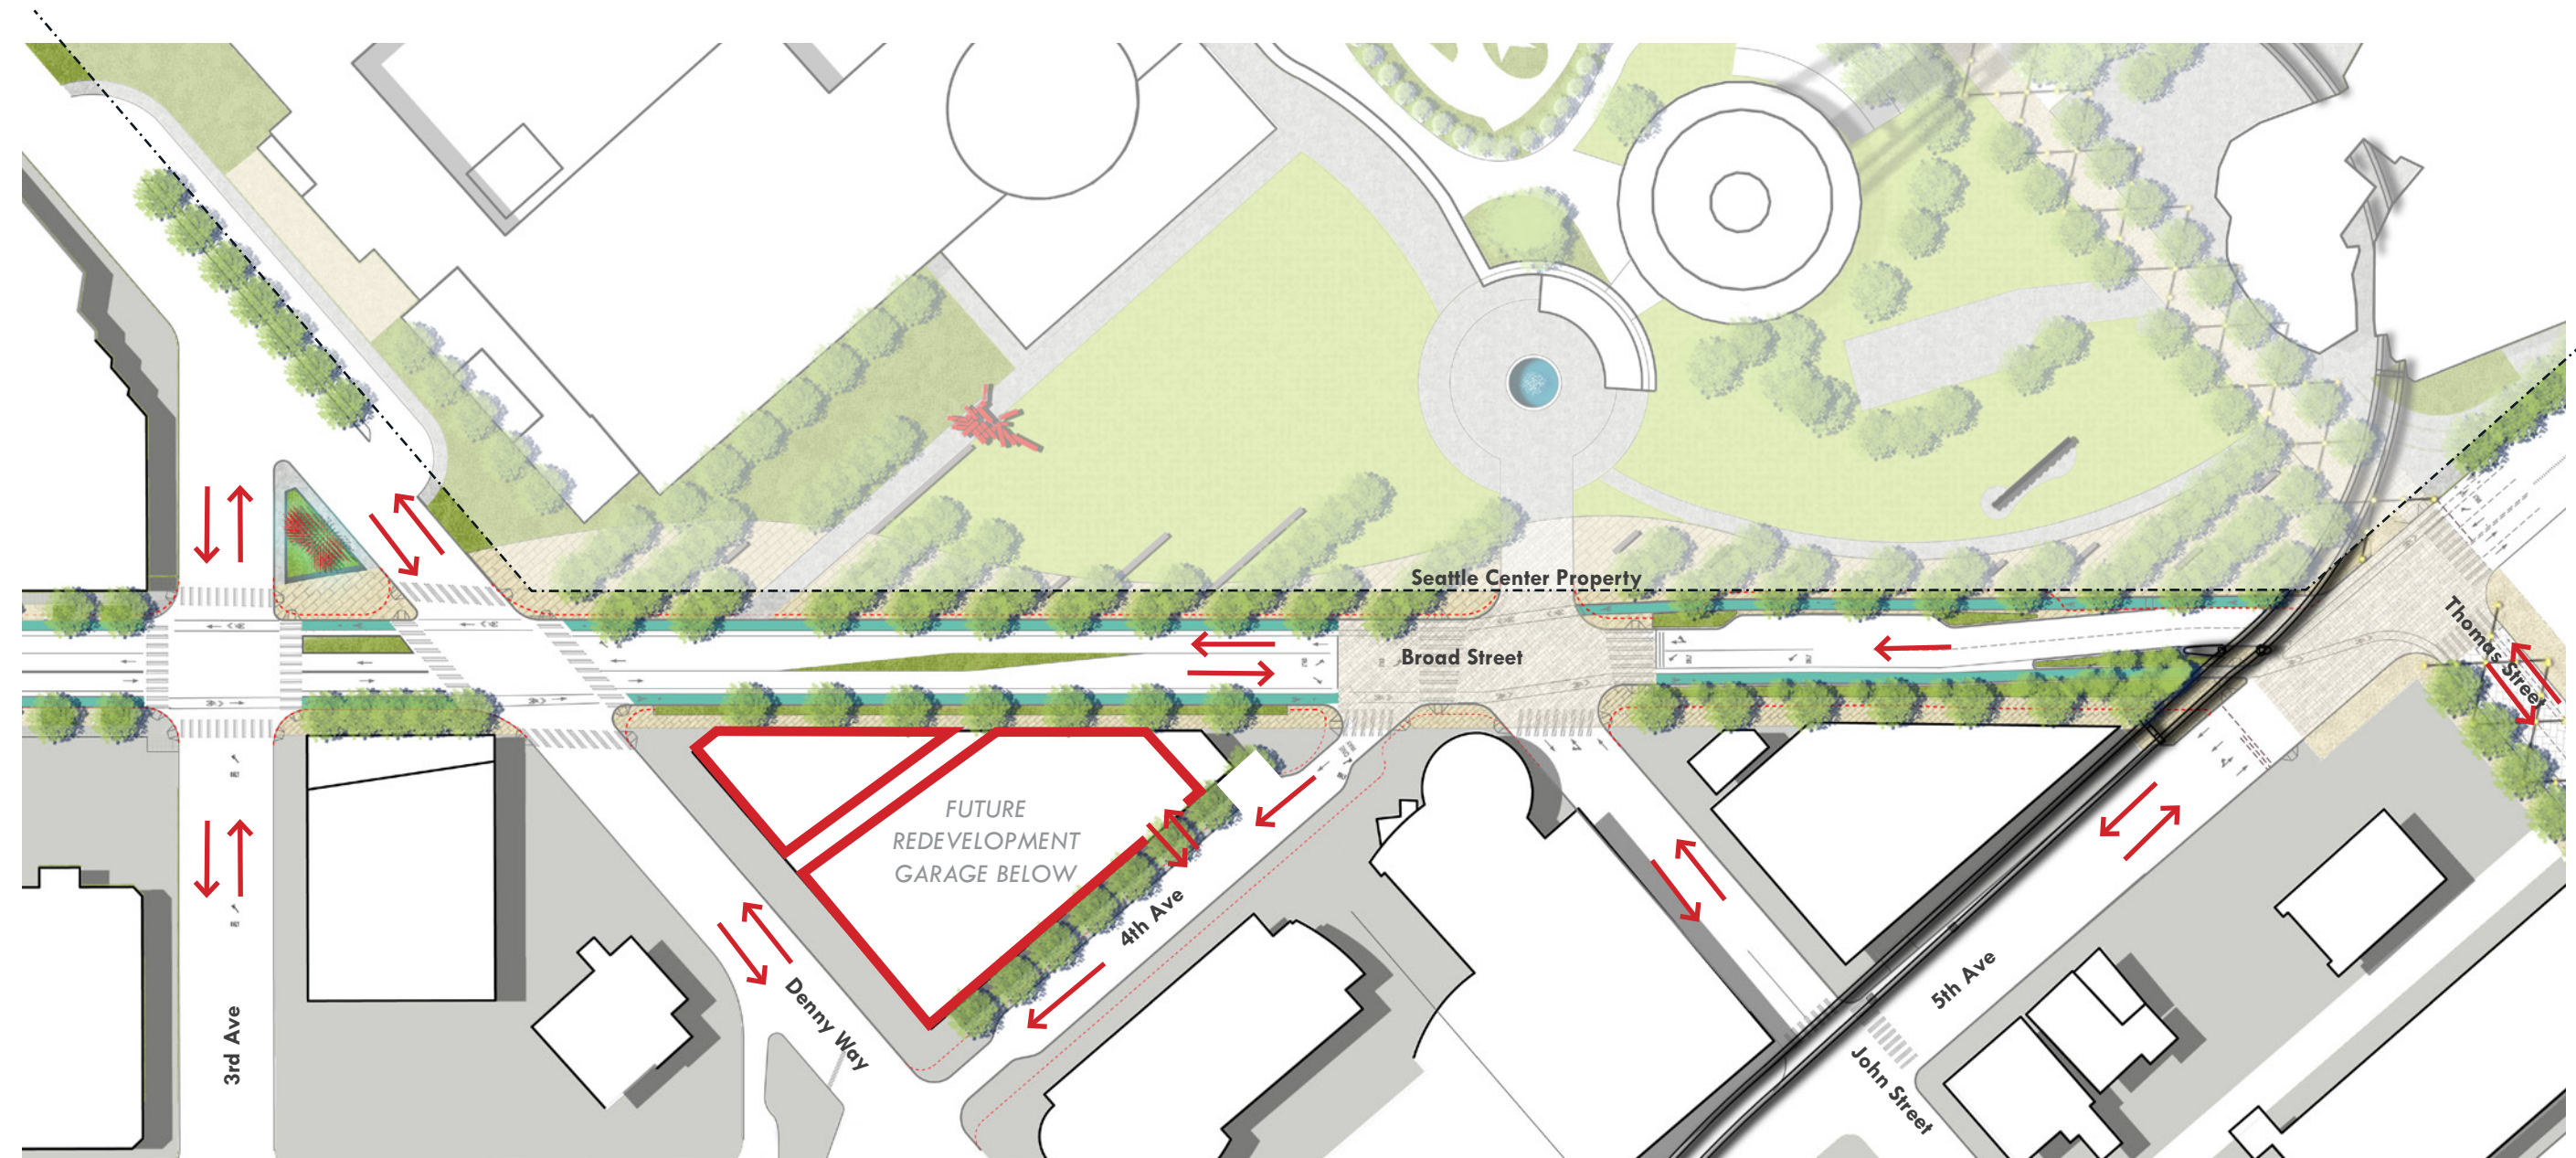 Seattle Center Property
Broad Street
Thomas Street
FUTURE
REDEVELOPMENT
GARAGE BELOW
4th Ave
5th Ave
Denny Way
3rd Ave
John Street